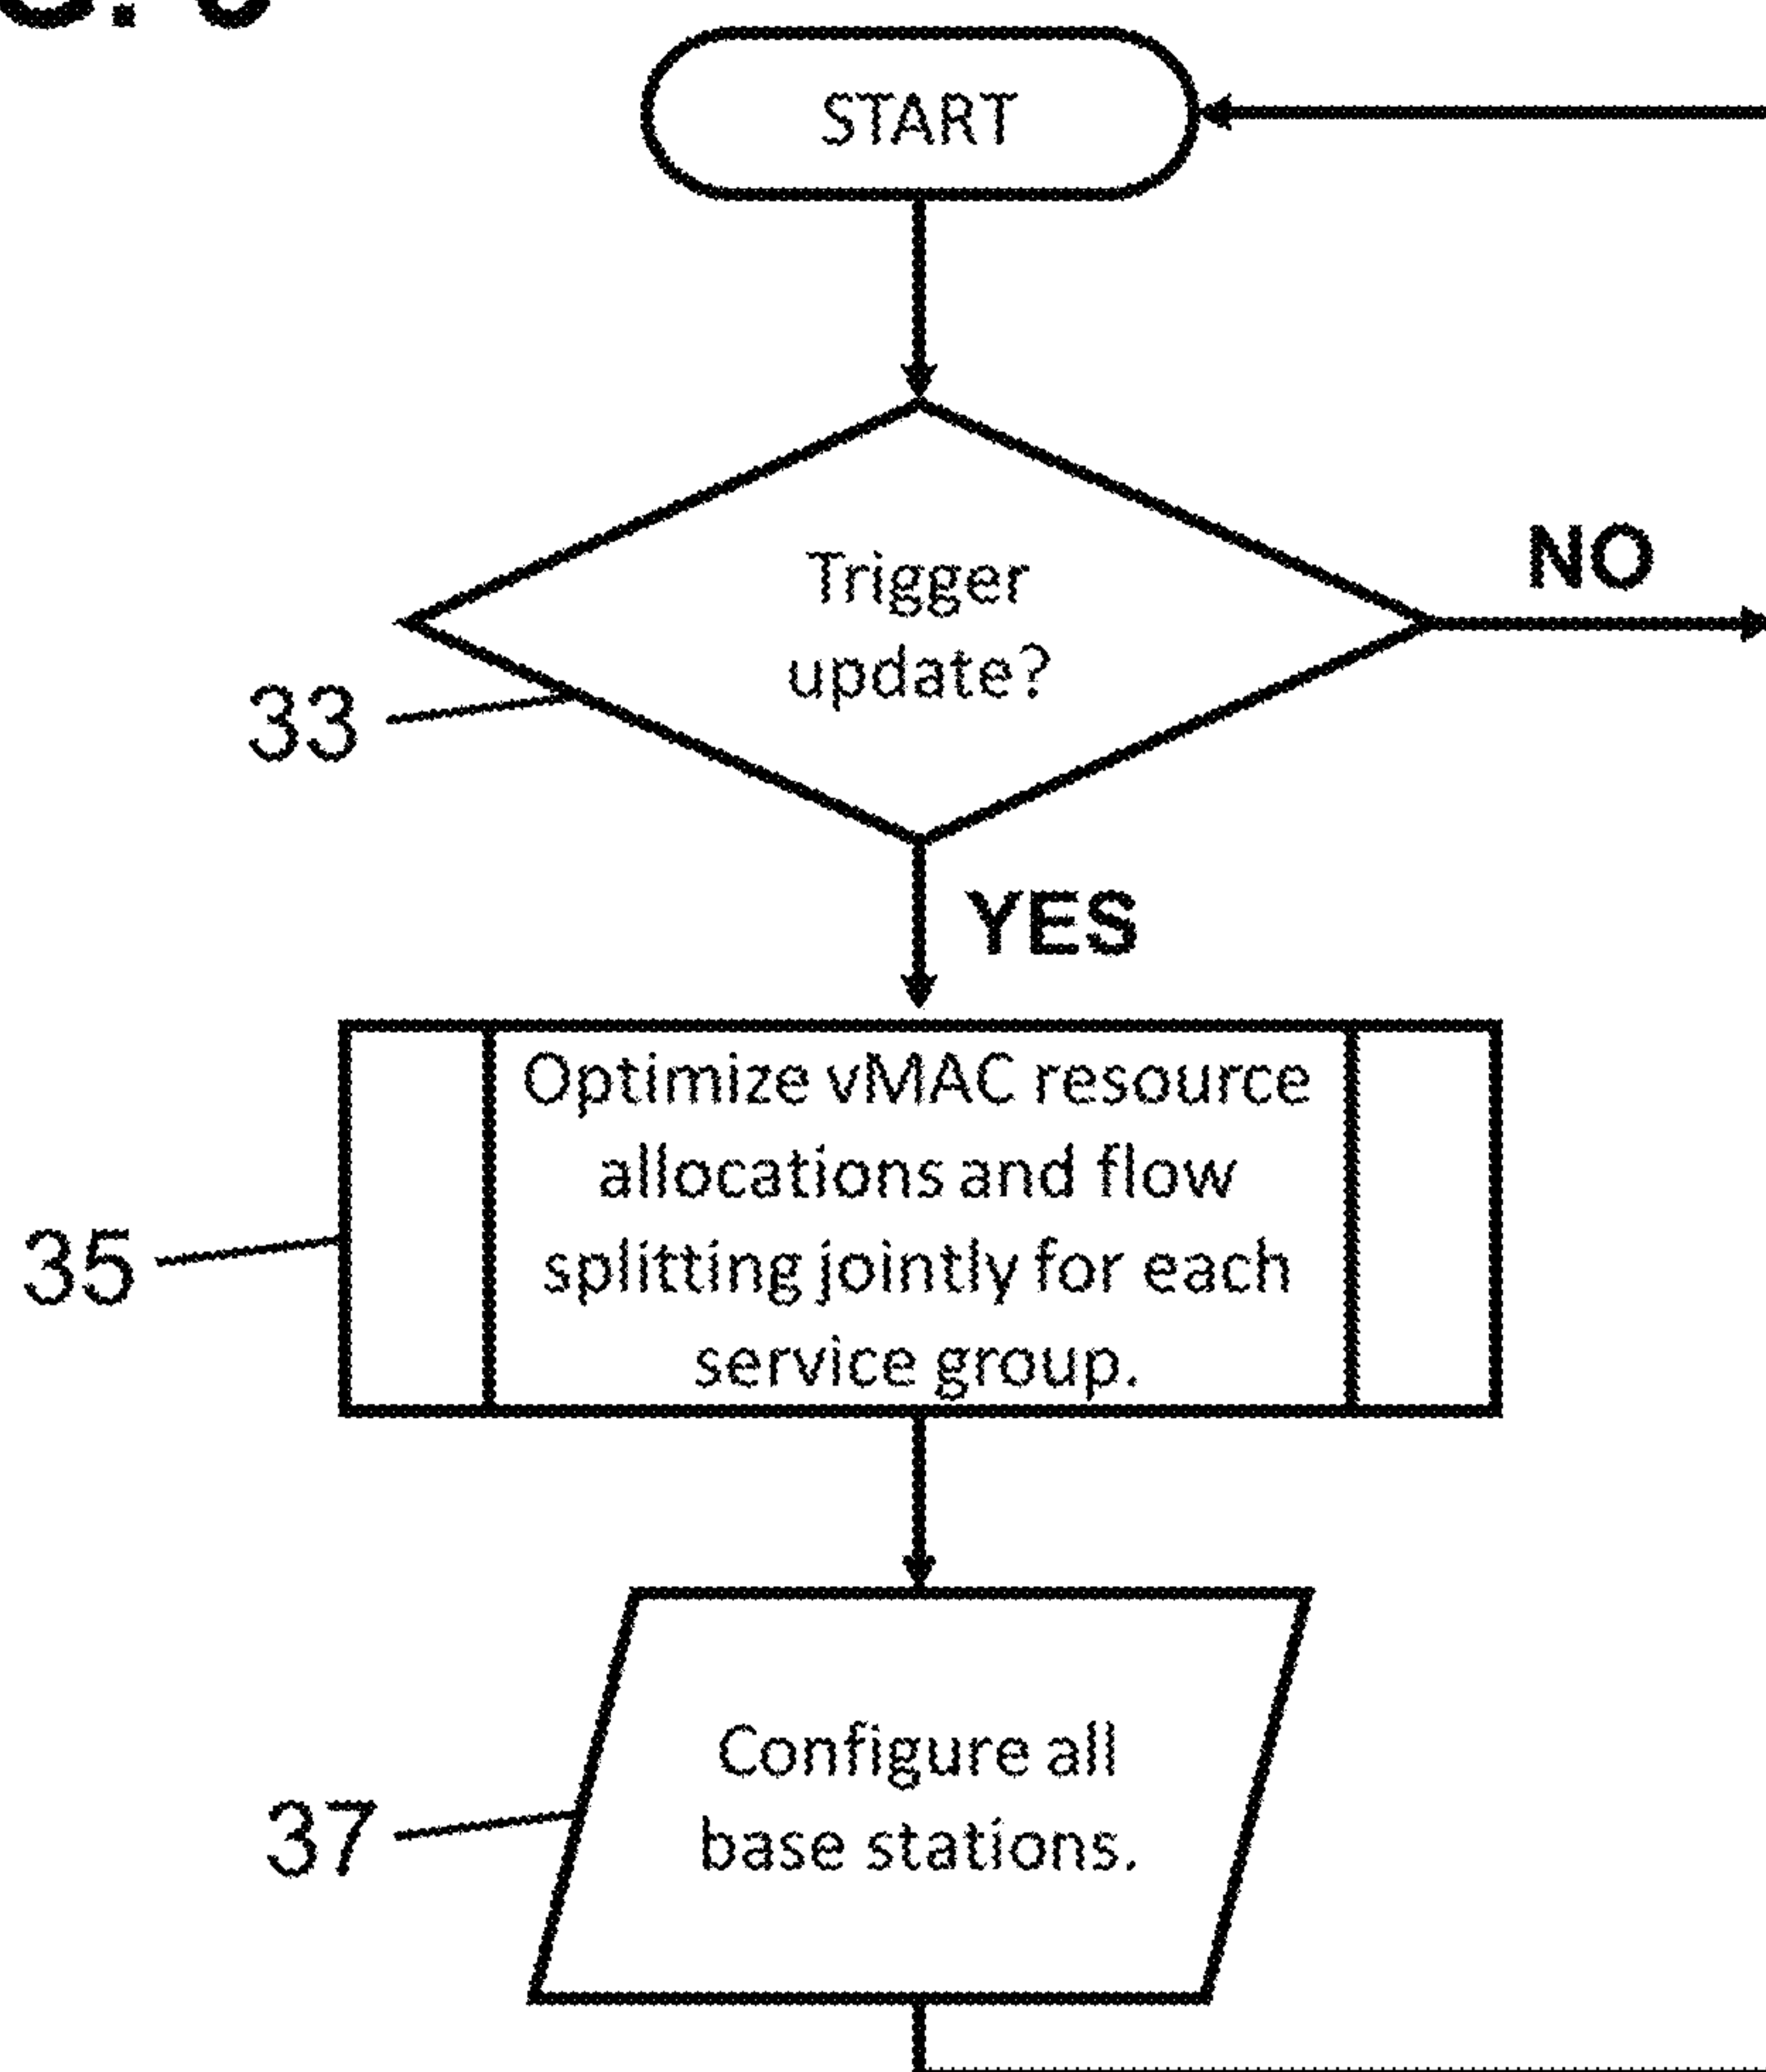 START
Trigger
update?
NO
33
YES
Optimize vMAC resource
allocations and flow
splitting jointly for each
service group.
35
Configure all
base stations.
37